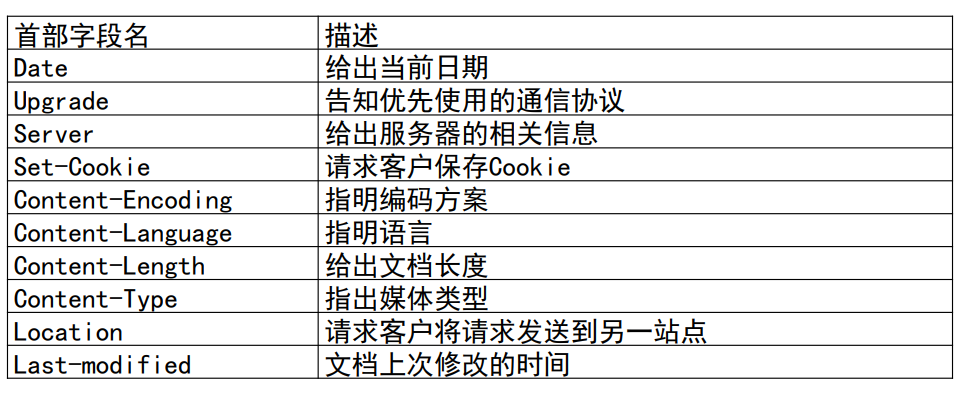 首部字段名 描述
Date 给出当前日期
Upgrade 告知优先使用的通信协议
Server 给出服务器的相关信息
Set-Cookie 请求客户保存Cookie
Content-Encoding 指明编码方案
Content-Language 指明语言
Content-Length 给出文档长度
Content-Type 指出媒体类型
Location 请求客户将请求发送到另一站点
Last-modified 文档上次修改的时间